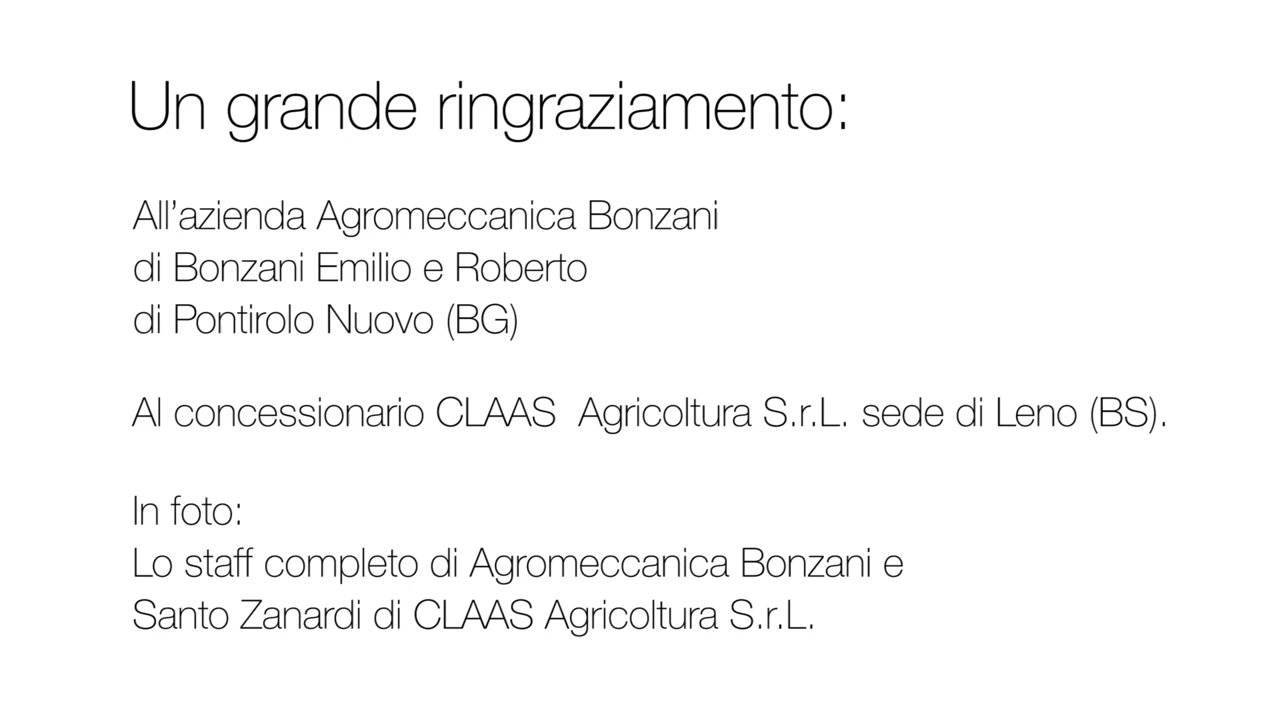 Un grande ringraziamento:
All’azienda Agromeccanica Bonzani
di Bonzani Emilio e Roberto
di Pontirolo Nuovo (BG)
Al concessionario CLAAS  Agricoltura S.r.L. sede di Leno (BS).
In foto:
Lo staff completo di Agromeccanica Bonzani e
Santo Zanardi di CLAAS Agricoltura S.r.L.